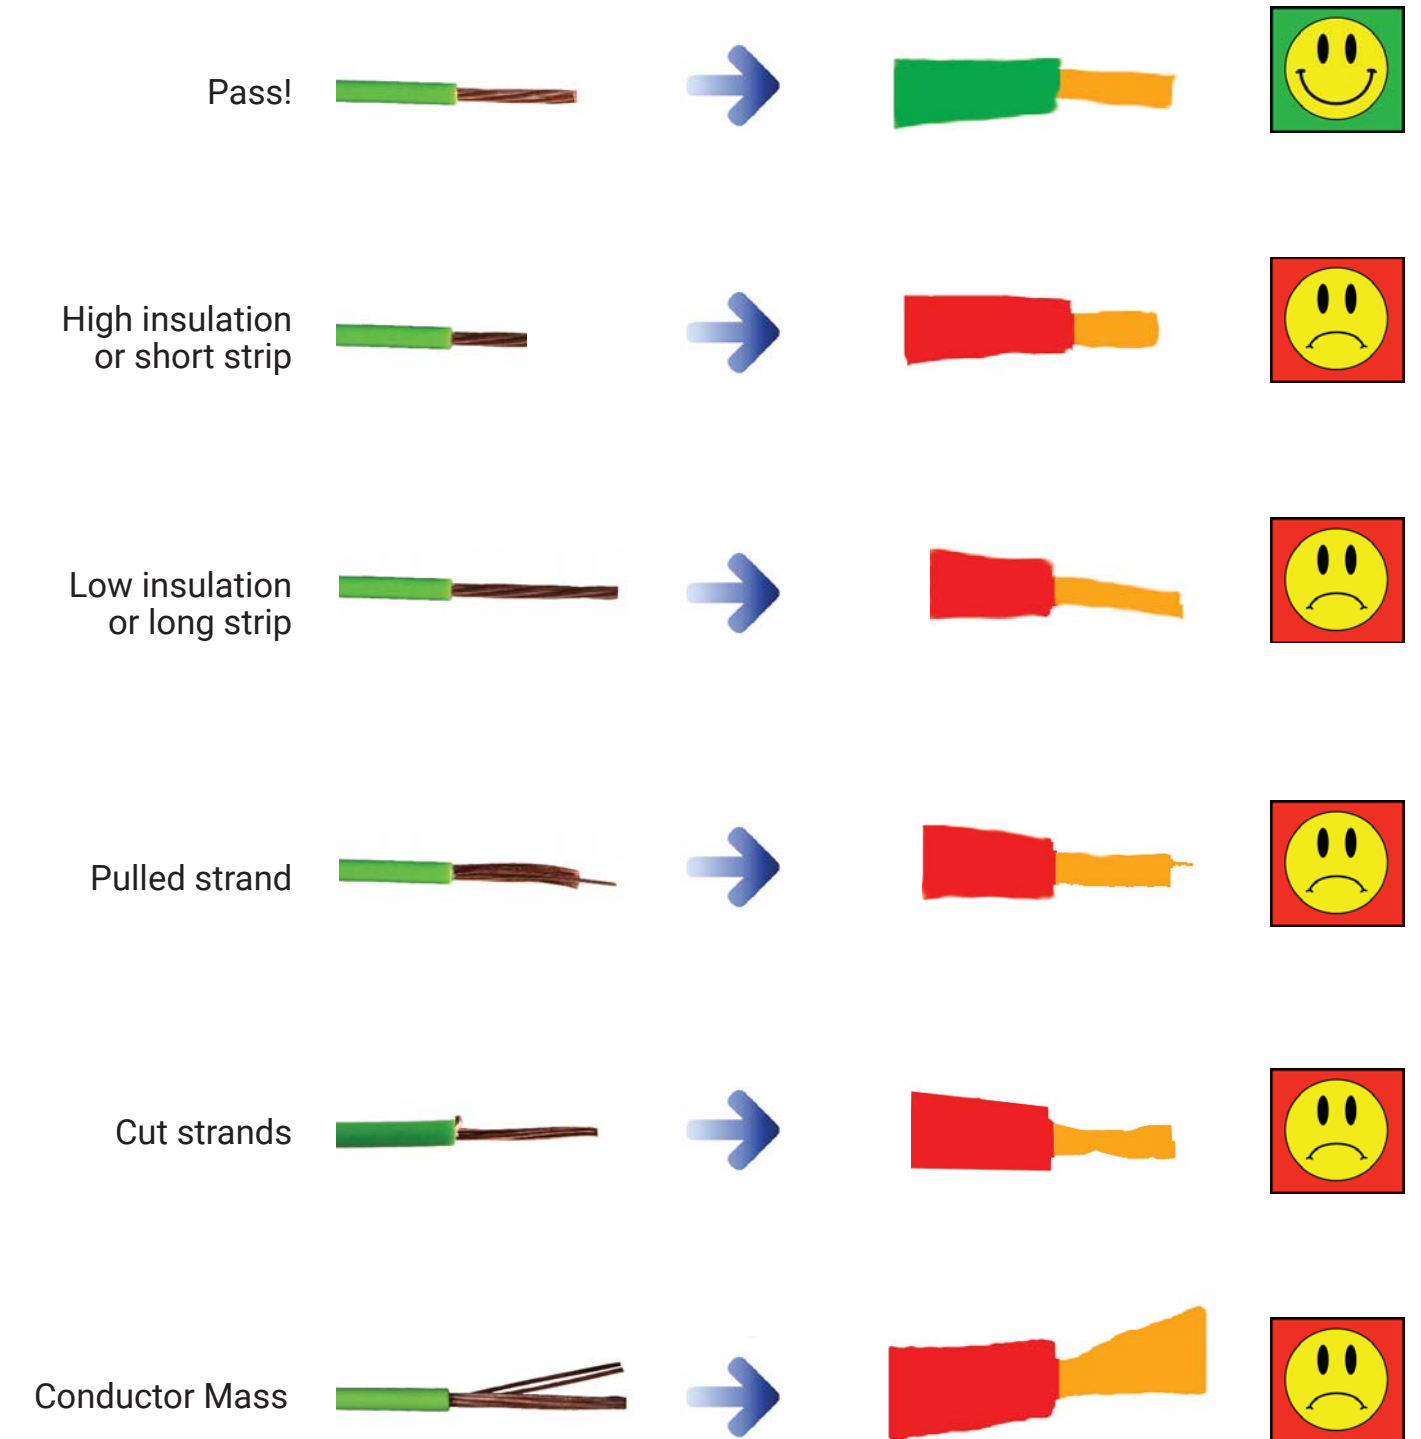 Pass!
High insulation
or short strip
Low insulation
or long strip
Pulled strand
Cut strands
Conductor Mass